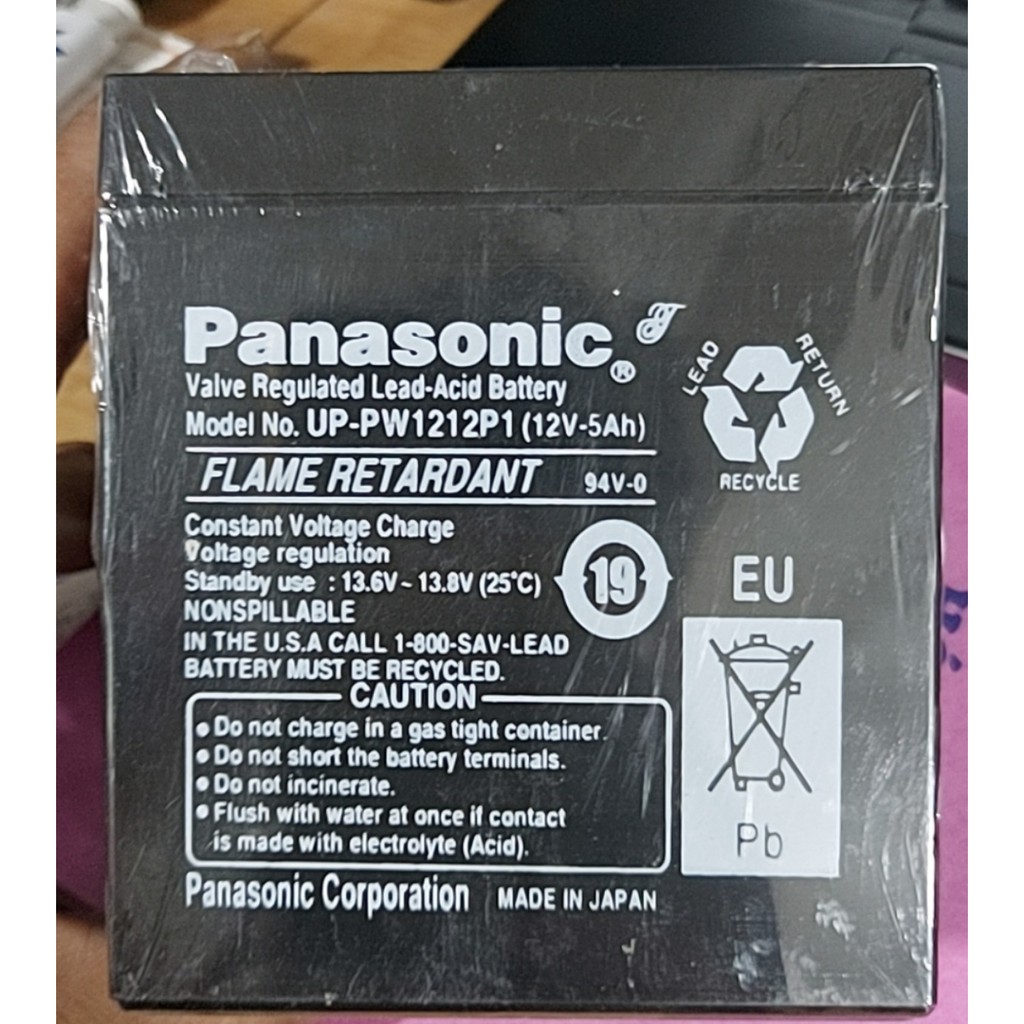 Panasonic®
Valve Regulated Lead-Acid Battery
Model No. UP-PW1212P1 (12V-5Ah)
FLAME RETARDANT 94V-0
Constant Voltage Charge
Voltage regulation
Standby use : 13.6V~13.8V (25°C)
NONSPILLABLE
IN THE U.S.A CALL 1-800-SAV-LEAD
BATTERY MUST BE RECYCLED.
CAUTION
• Do not charge in a gas tight container.
• Do not short the battery terminals.
• Do not incinerate.
• Flush with water at once if contact
is made with electrolyte (Acid).
Panasonic Corporation MADE IN JAPAN
19
LEAD
RETURN
RECYCLE
EU
Pb